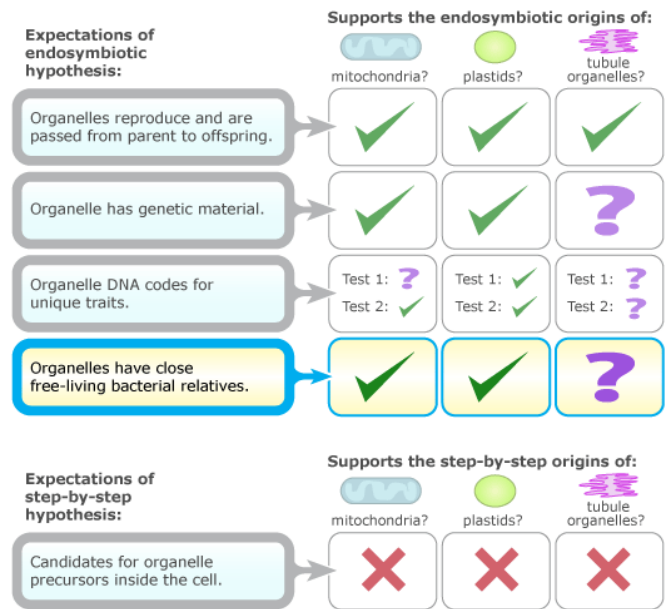 Supports the endosymbiotic origins of:
Expectations of
endosymbiotic
hypothesis:
mitochondria?
plastids?
tubule
organelles?
Organelles reproduce and are
passed from parent to offspring.
Organelle has genetic material.
?
Organelle DNA codes for
unique traits.
Test 1: ?
Test 2:
Test 1:
Test 2:
Test 1: ?
Test 2: ?
Organelles have close
free-living bacterial relatives.
?
Supports the step-by-step origins of:
Expectations of
step-by-step
hypothesis:
mitochondria?
plastids?
tubule
organelles?
Candidates for organelle
precursors inside the cell.